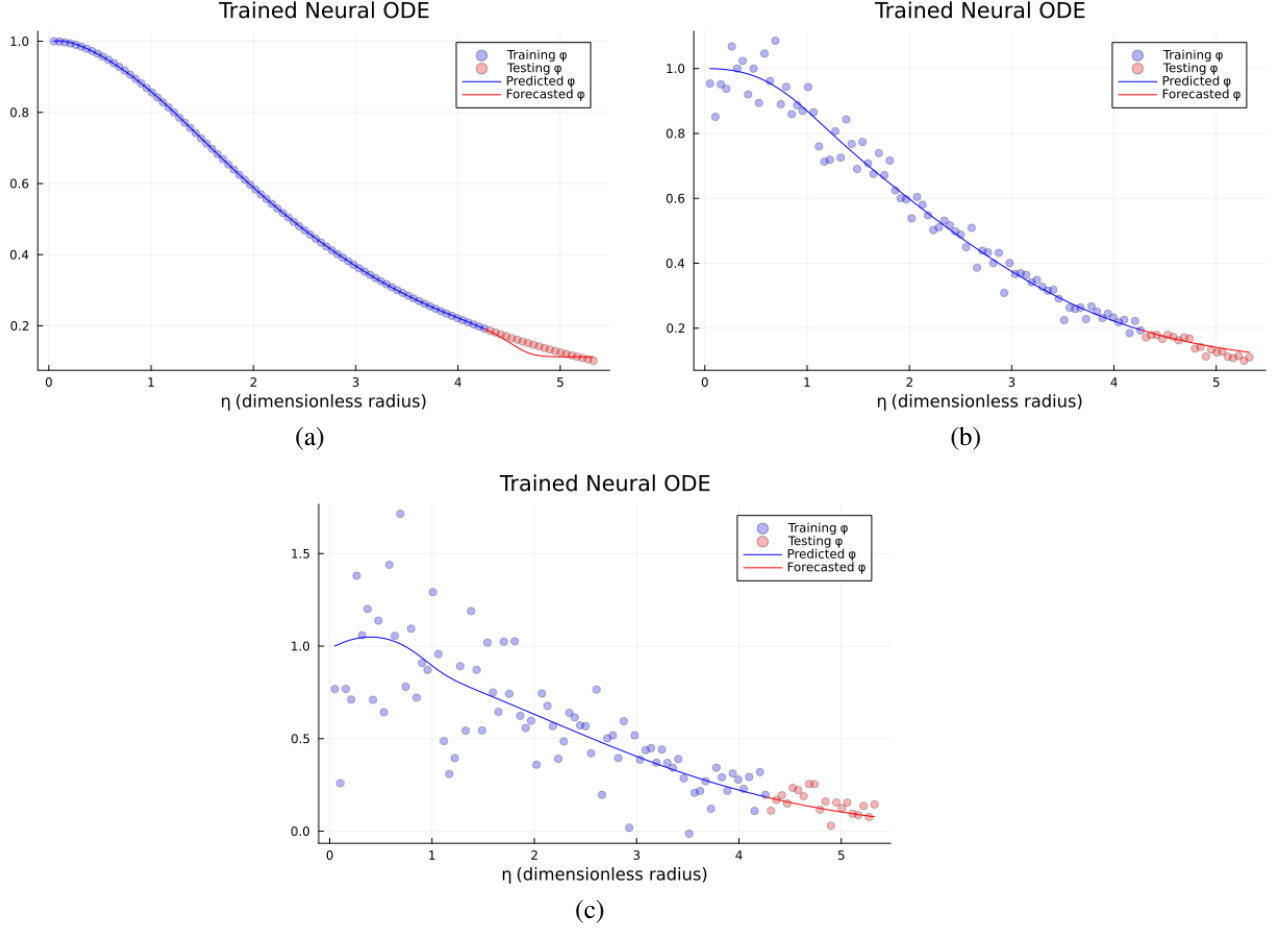 Trained Neural ODE
Training φ
Testing φ
Predicted φ
Forecasted φ
1.0
0.8
0.6
0.4
0.2
0 1 2 3 4 5
η (dimensionless radius)
(a)
Trained Neural ODE
Training φ
Testing φ
Predicted φ
Forecasted φ
1.0
0.8
0.6
0.4
0.2
0 1 2 3 4 5
η (dimensionless radius)
(b)
Trained Neural ODE
Training φ
Testing φ
Predicted φ
Forecasted φ
1.5
1.0
0.5
0.0
0 1 2 3 4 5
η (dimensionless radius)
(c)